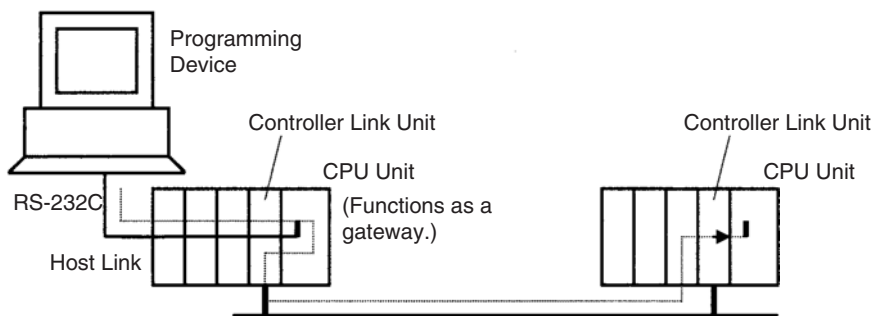 Programming
Device
Controller Link Unit
Controller Link Unit
CPU Unit
CPU Unit
RS-232C
(Functions as a
gateway.)
Host Link